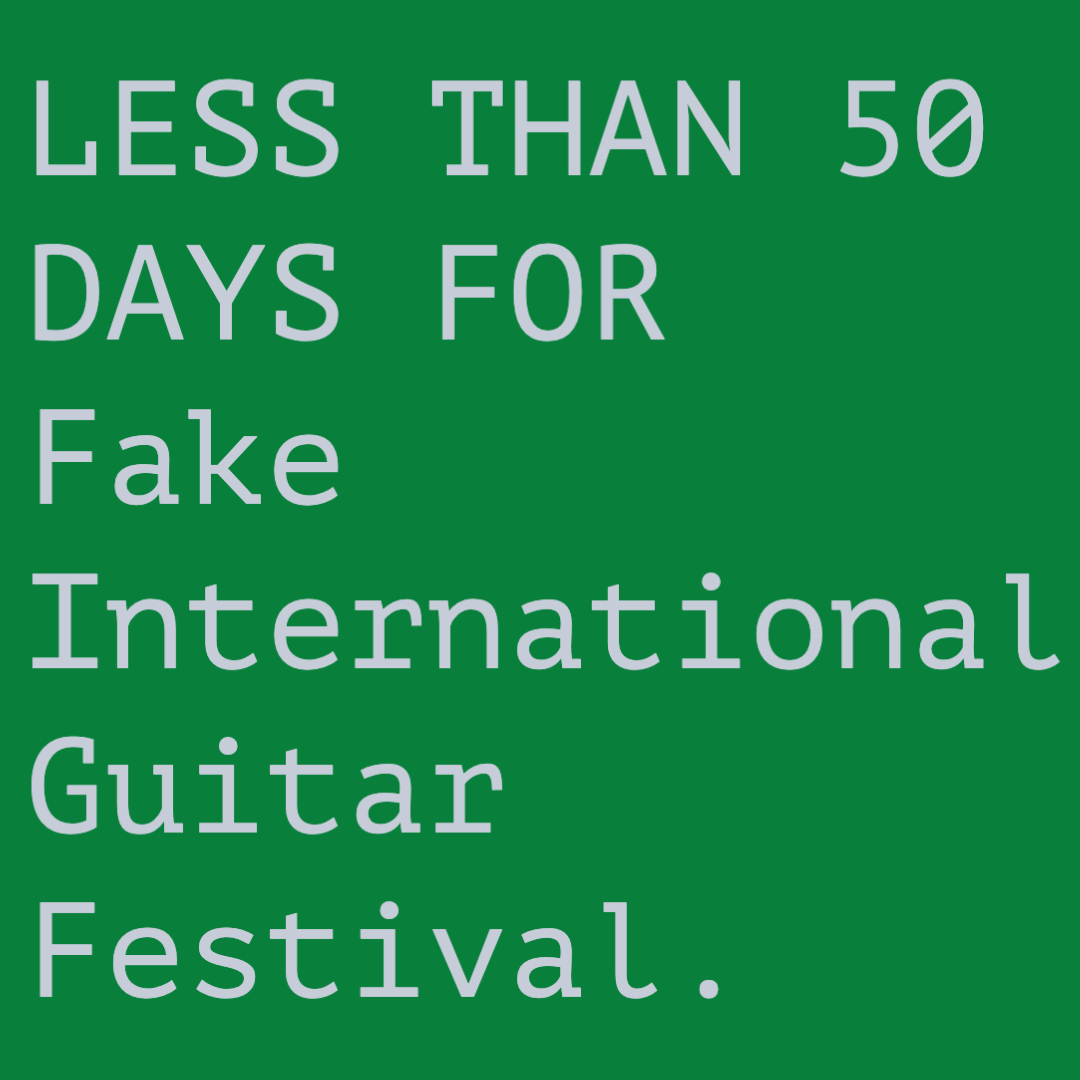 LESS THAN 50
DAYS FOR
Fake
International
Guitar
Festival.